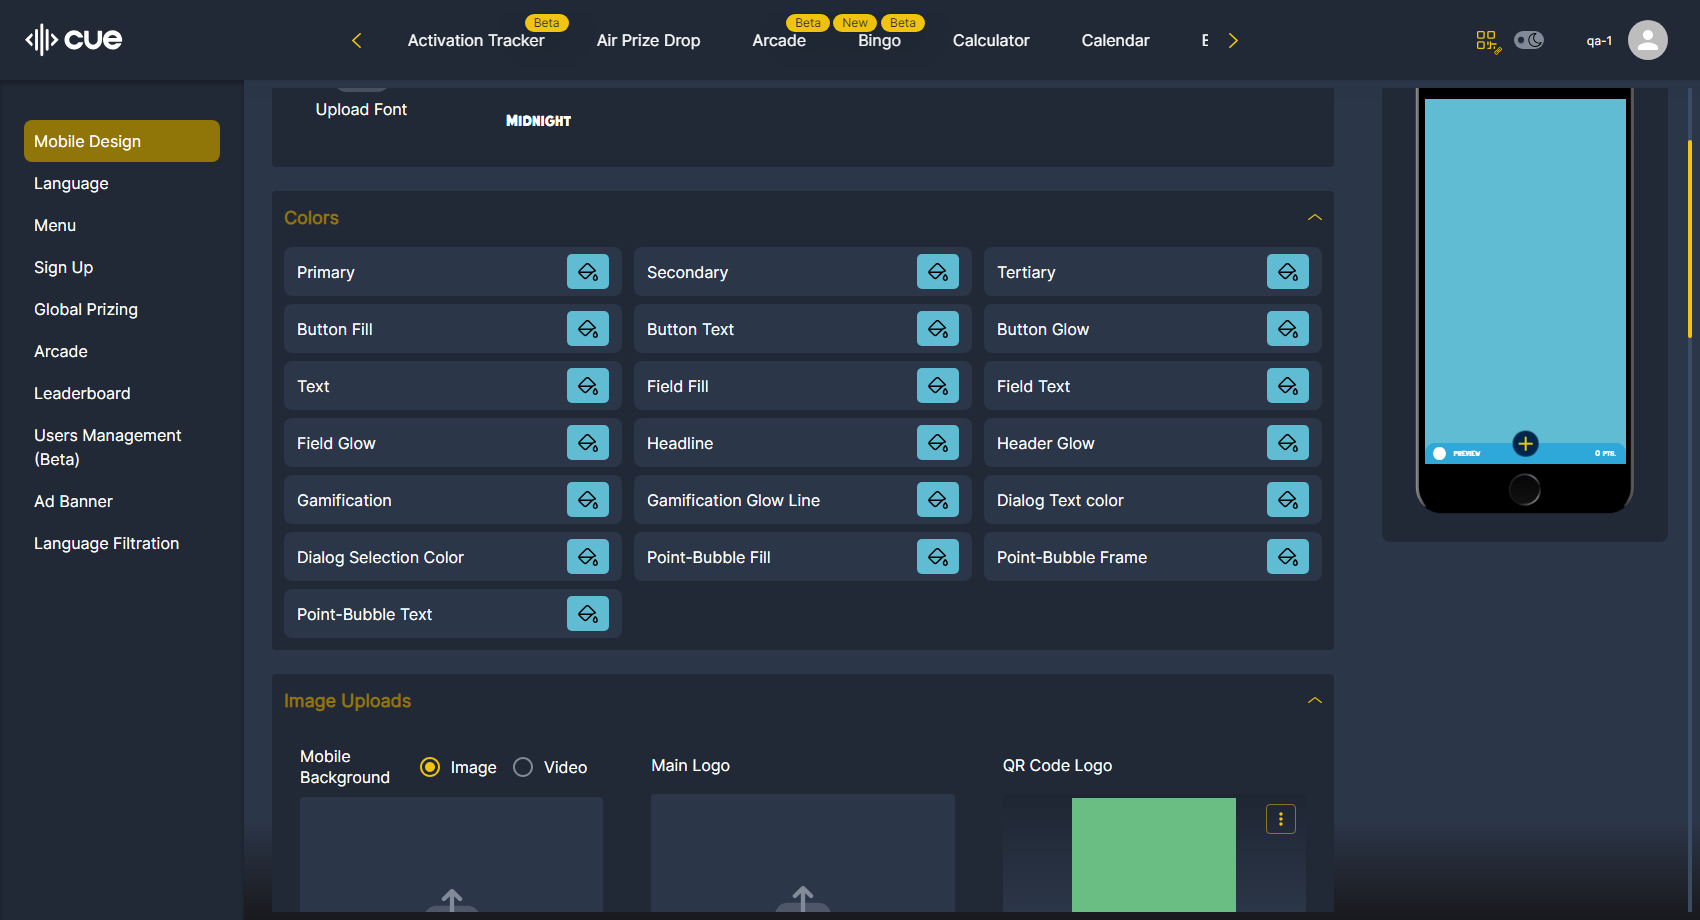 cue
Activation Tracker
Beta
Air Prize Drop
Arcade
Beta
New
Bingo
Beta
Calculator
Calendar
qa-1
Mobile Design
Language
Menu
Sign Up
Global Prizing
Arcade
Leaderboard
Users Management
(Beta)
Ad Banner
Language Filtration
Upload Font
MIDNIGHT
Colors
Primary
Secondary
Tertiary
Button Fill
Button Text
Button Glow
Text
Field Fill
Field Text
Field Glow
Headline
Header Glow
Gamification
Gamification Glow Line
Dialog Text color
Dialog Selection Color
Point-Bubble Fill
Point-Bubble Frame
Point-Bubble Text
Image Uploads
Mobile
Background
Image
Video
Main Logo
QR Code Logo
PREVIEW
0 PTS.